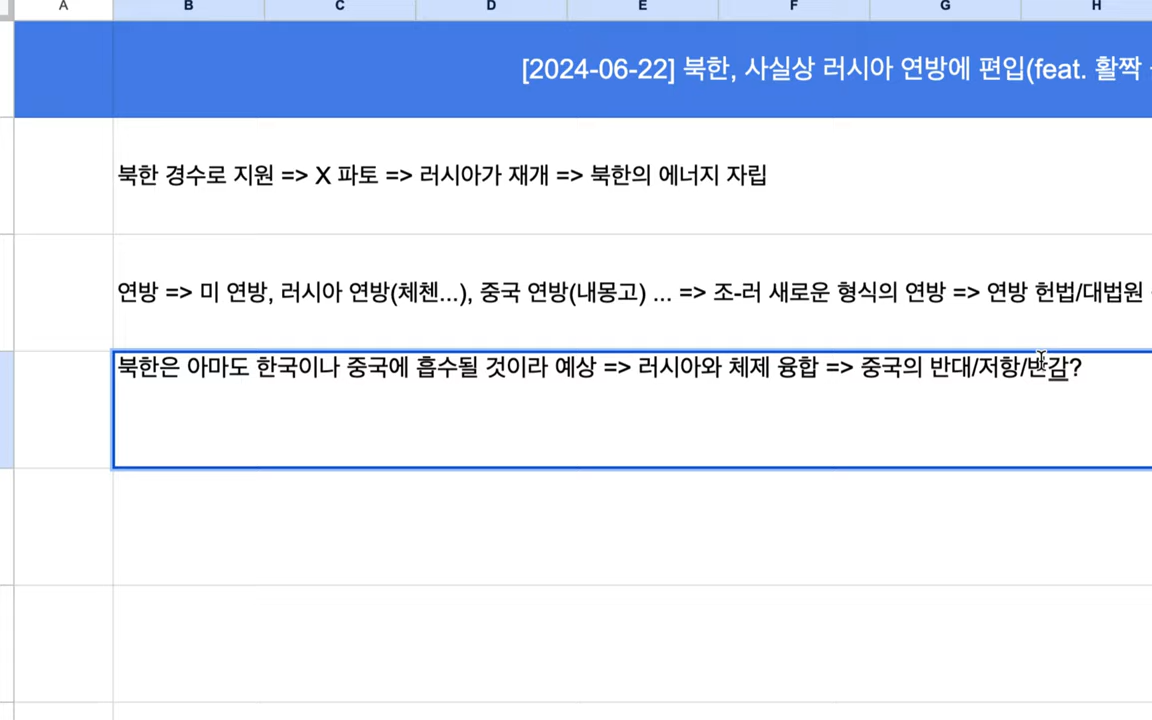 A B C D E F G H
[2024-06-22] 북한, 사실상 러시아 연방에 편입(feat. 활짝
북한 경수로 지원 => X 파토 => 러시아가 재개 => 북한의 에너지 자립
연방 => 미 연방, 러시아 연방(체첸...), 중국 연방(내몽고) ... => 조-러 새로운 형식의 연방 => 연방 헌법/대법원
북한은 아마도 한국이나 중국에 흡수될 것이라 예상 => 러시아와 체제 융합 => 중국의 반대/저항/반감?